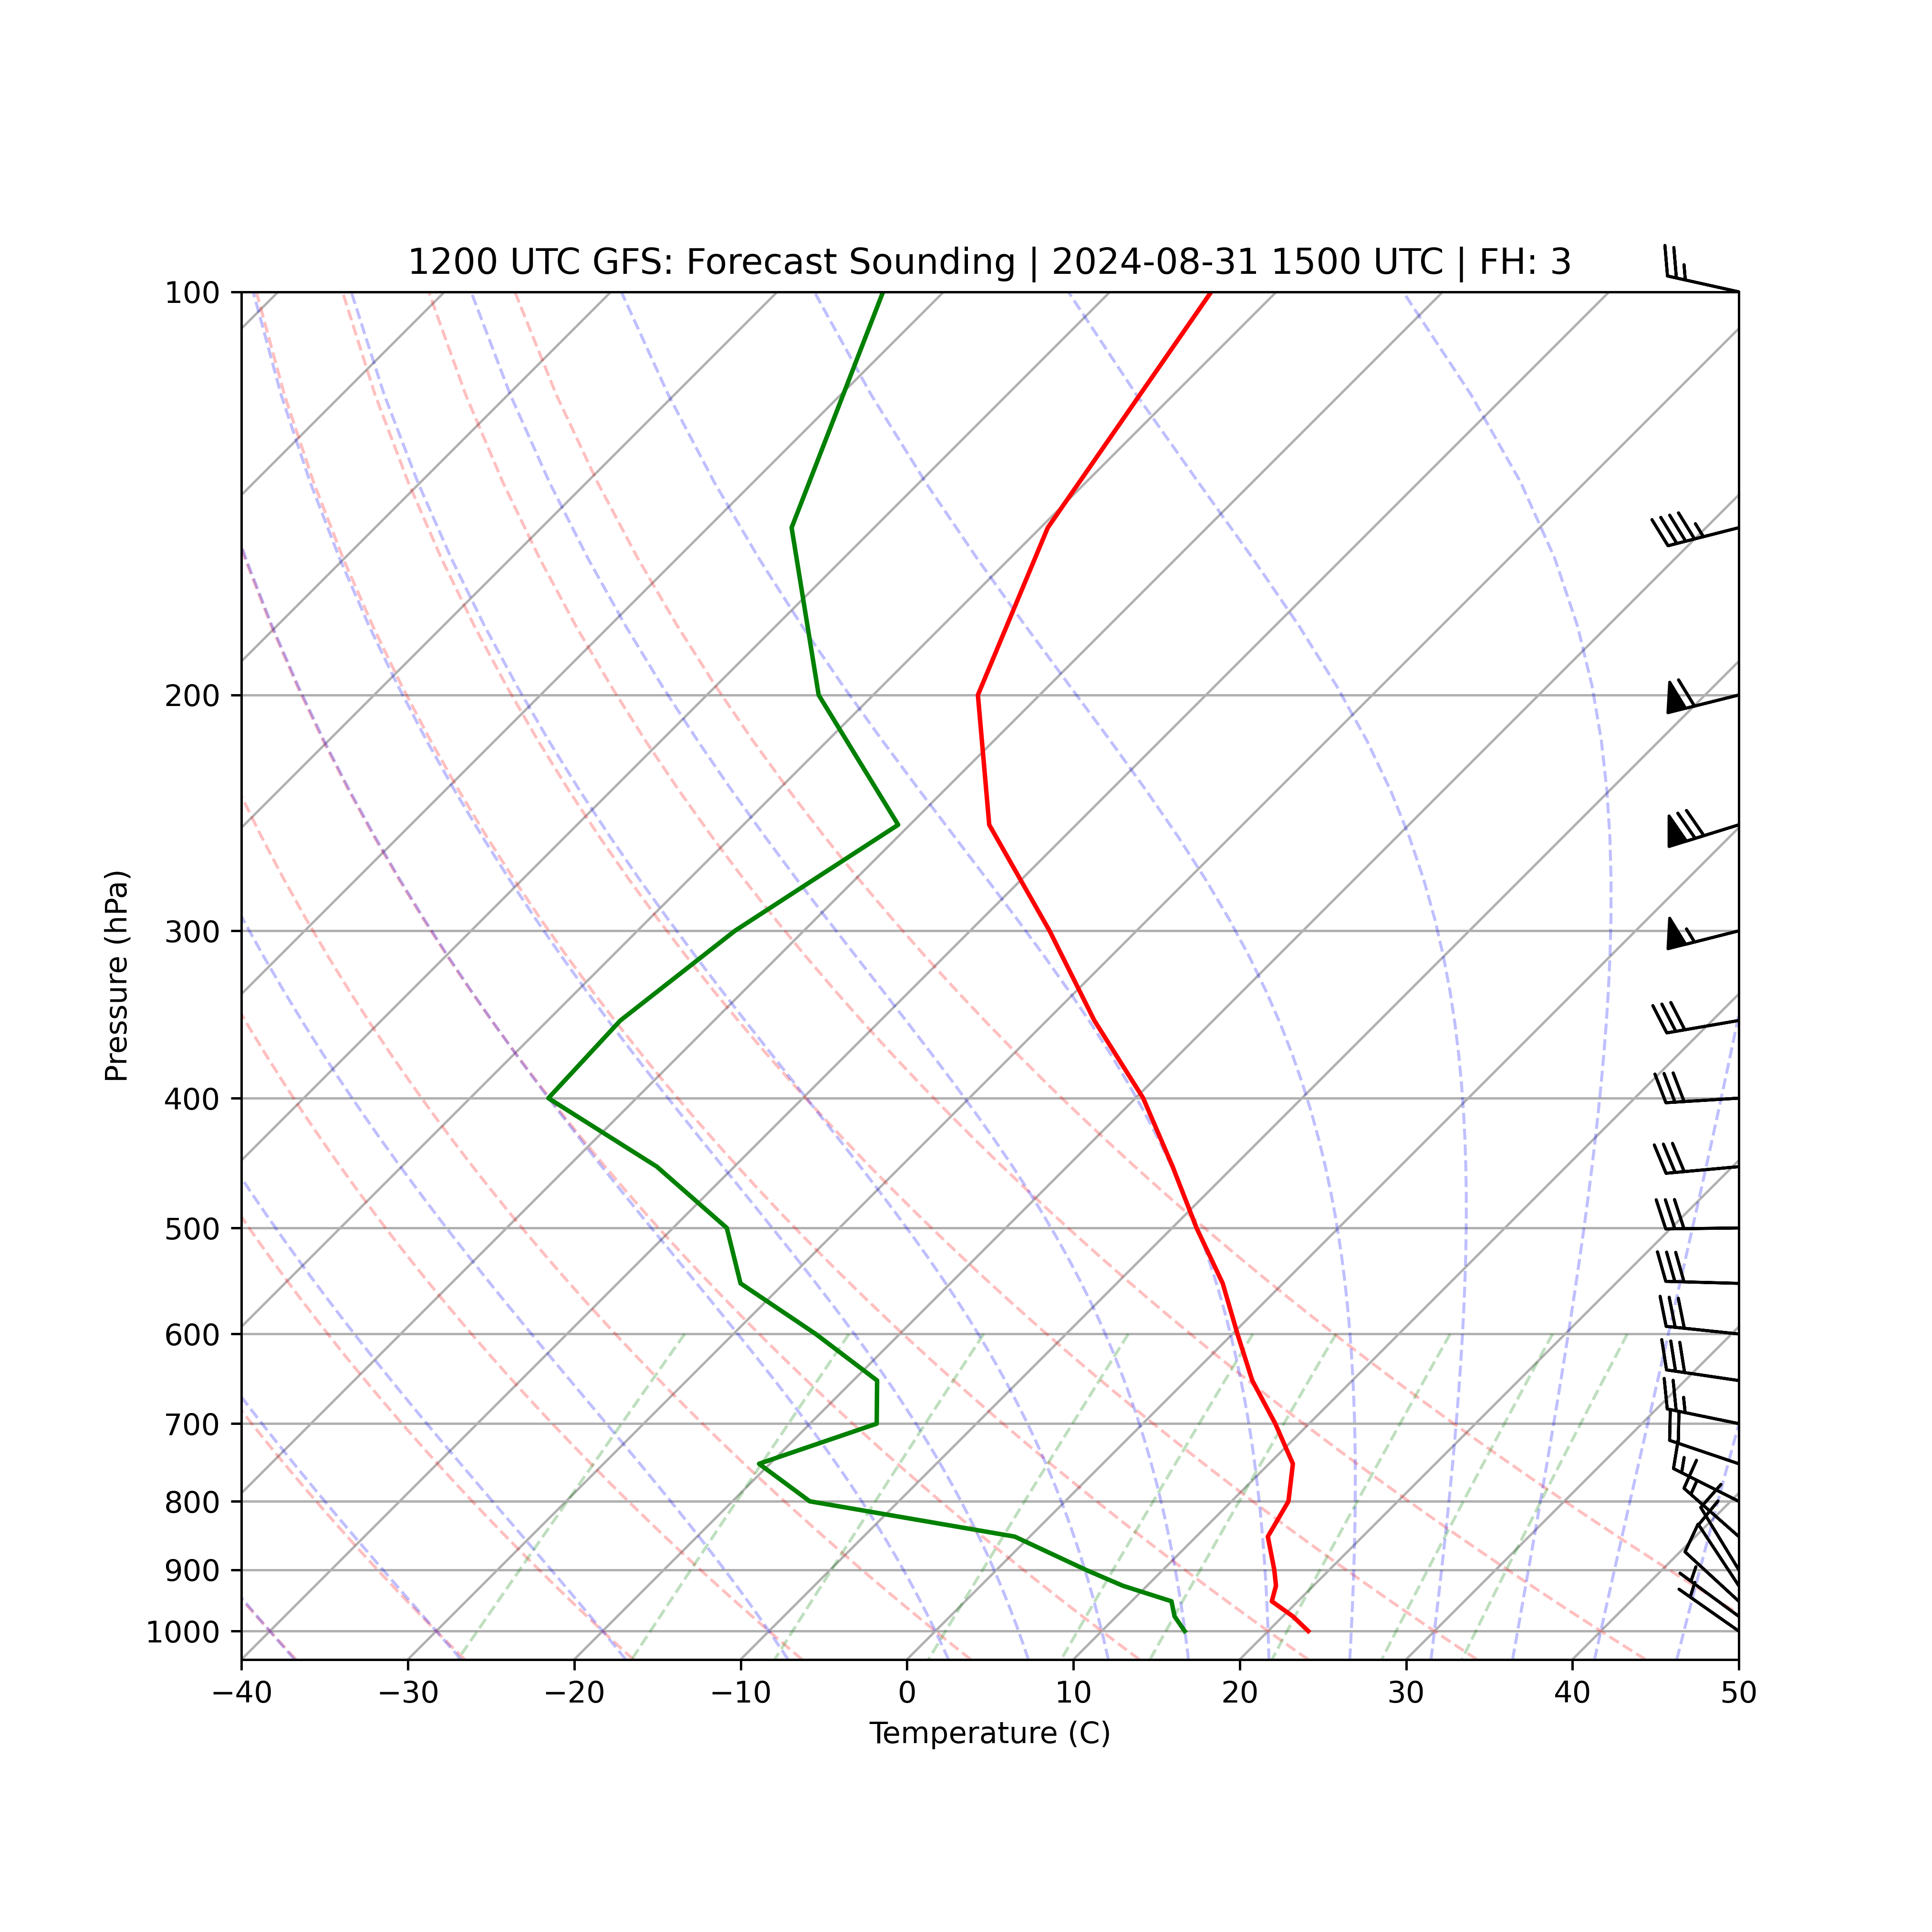 1200 UTC GFS: Forecast Sounding | 2024-08-31 1500 UTC | FH: 3
100
200
300
400
500
600
700
800
900
1000
Pressure (hPa)
−40 −30 −20 −10 0 10 20 30 40 50
Temperature (C)